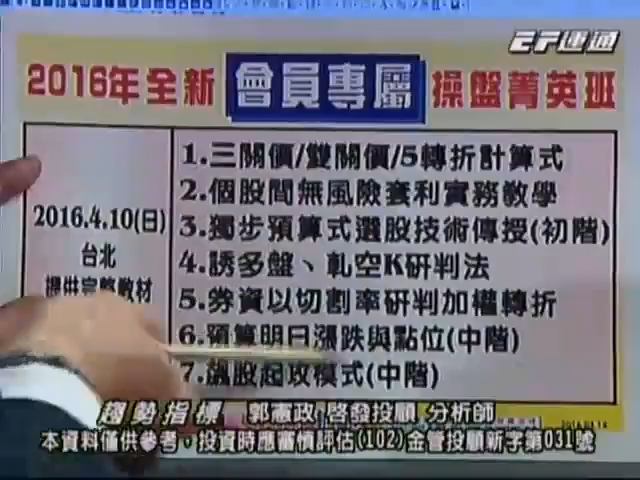 EF運通
2016年全新 會員專屬 操盤菁英班
2016.4.10(日)
台北
提供完整教材
1.三關價/雙關價/5轉折計算式
2.個股間無風險套利實務教學
3.獨步預算式選股技術傳授(初階)
4.誘多盤、軋空K研判法
5.券資以切割率研判加權轉折
6.預算明日漲跌與點位(中階)
7.飆股起攻模式(中階)
趨勢指標 郭憲政 啓發投顧 分析師
本資料僅供參考,投資時應審慎評估(102)金管投顧新字第031號